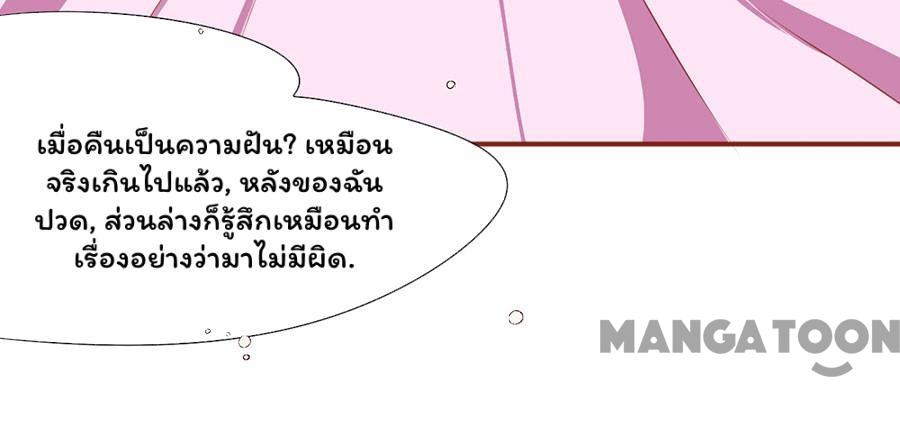 เมื่อคืนเป็นความฝัน? เหมือน
จริงเกินไปแล้ว, หลังของฉัน
ปวด, ส่วนล่างก็รู้สึกเหมือนทำ
เรื่องอย่างว่ามาไม่มีผิด.
MANGATOON